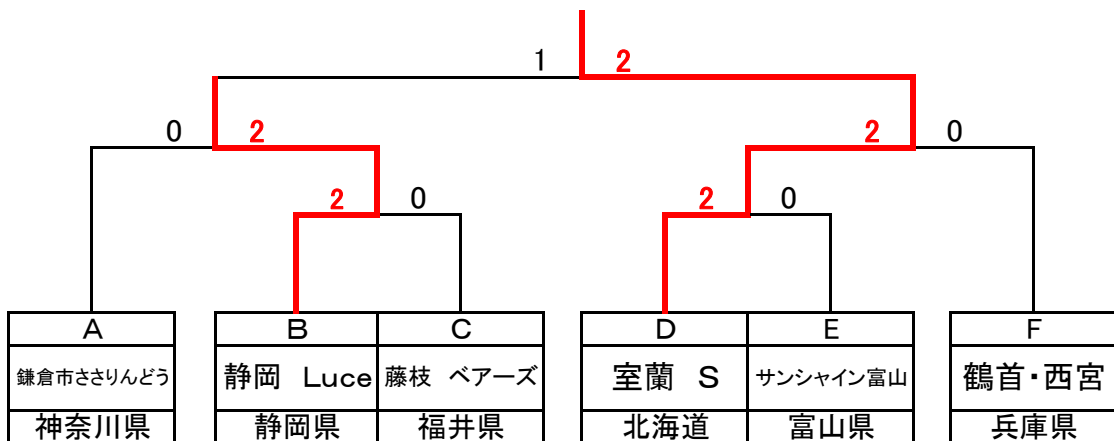 1 2
0 2 2 0
2 0 2 0
A B C D E F
鎌倉市ささりんどう 静岡 Luce 藤枝 ベアーズ 室蘭 S サンシャイン富山 鶴首・西宮
神奈川県 静岡県 福井県 北海道 富山県 兵庫県